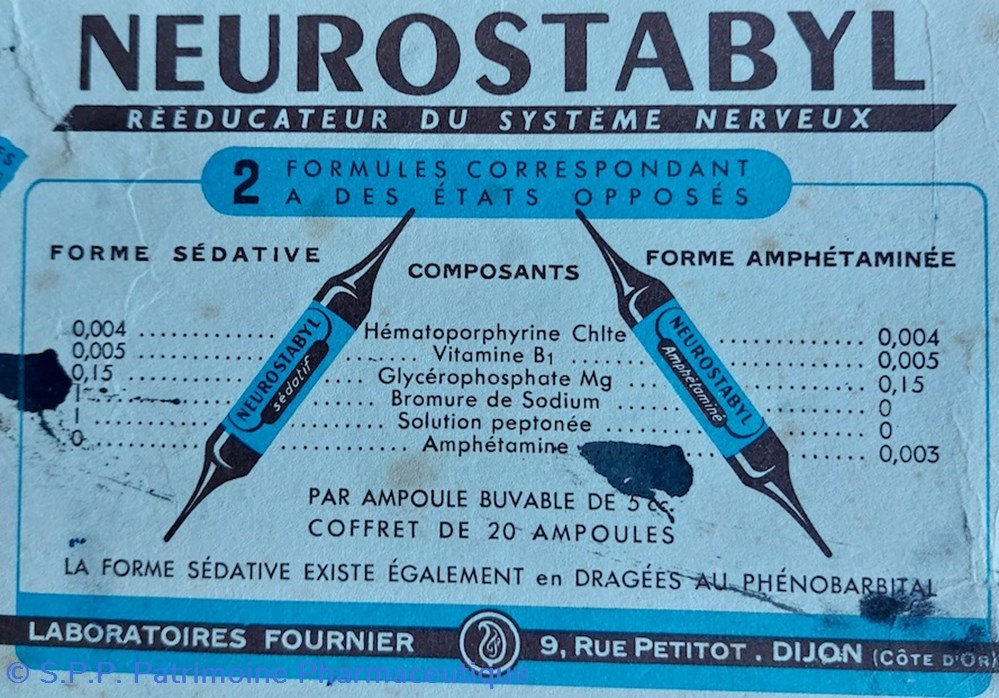 NEUROSTABYL
RÉÉDUCATEUR DU SYSTÈME NERVEUX
2 FORMULES CORRESPONDANT
A DES ÉTATS OPPOSÉS
FORME SÉDATIVE
COMPOSANTS
FORME AMPHÉTAMINÉE
0,004 Hématoporphyrine Chlte 0,004
0,005 Vitamine B1 0,005
0,15 Glycérophosphate Mg 0,15
1 Bromure de Sodium 0
1 Solution peptonée 0
0 Amphétamine 0,003
NEUROSTABYL
sédatif
NEUROSTABYL
Amphétaminé
PAR AMPOULE BUVABLE DE 5 cc.
COFFRET DE 20 AMPOULES
LA FORME SÉDATIVE EXISTE ÉGALEMENT en DRAGÉES AU PHÉNOBARBITAL
LABORATOIRES FOURNIER 9, RUE PETITOT . DIJON (CÔTE D'OR)
© S.P.P. Patrimoine Pharmaceutique